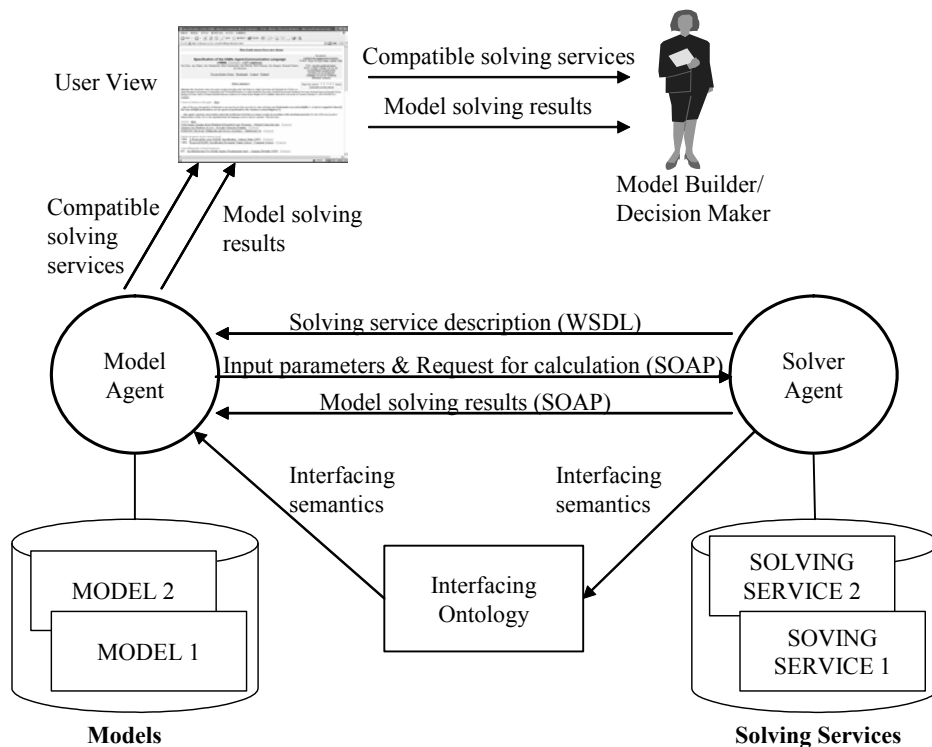 User View
Compatible solving services
Model solving results
Model Builder/
Decision Maker
Compatible
solving
services
Model solving
results
Model
Agent
Solving service description (WSDL)
Input parameters & Request for calculation (SOAP)
Model solving results (SOAP)
Solver
Agent
Interfacing
semantics
Interfacing
semantics
Interfacing
Ontology
MODEL 2
MODEL 1
Models
SOLVING
SERVICE 2
SOVING
SERVICE 1
Solving Services